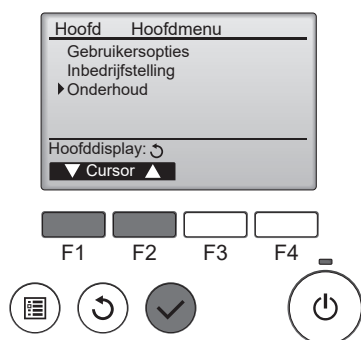 Hoofd Hoofdmenu
Gebruikersopties
Inbedrijfstelling
Onderhoud
Hoofddisplay:
Cursor
F1 F2 F3 F4